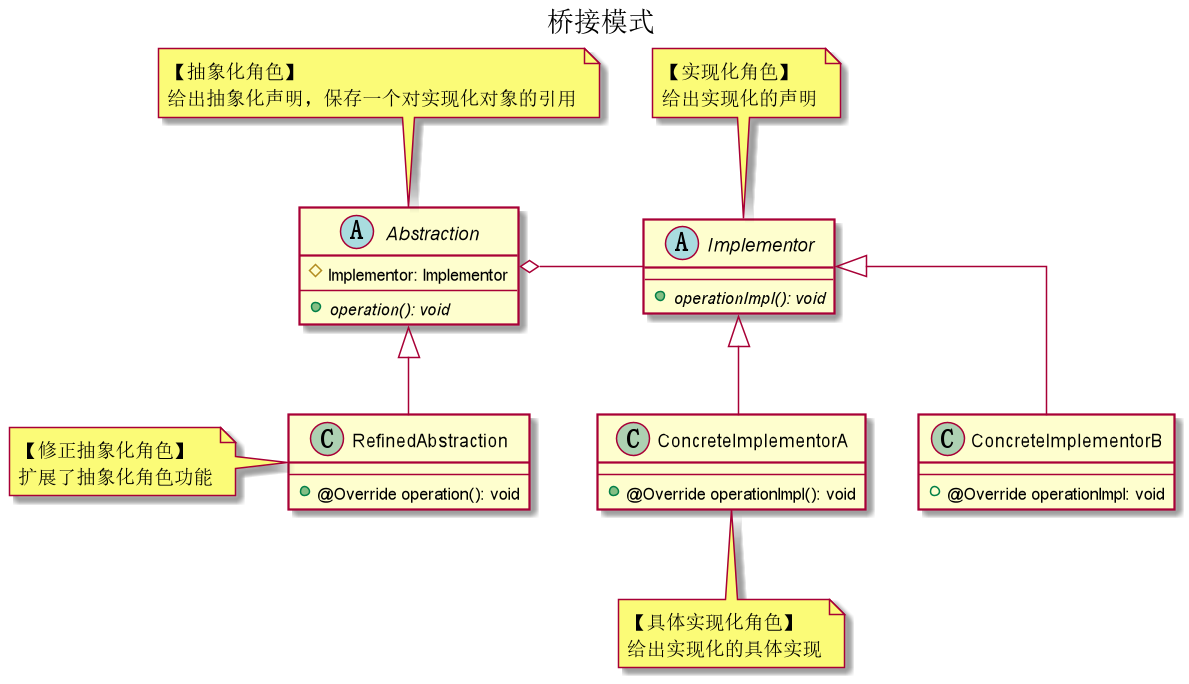 桥接模式
【抽象化角色】
给出抽象化声明，保存一个对实现化对象的引用
【实现化角色】
给出实现化的声明
A Abstraction
Implementor: Implementor
operation(): void
A Implementor
operationImpl(): void
【修正抽象化角色】
扩展了抽象化角色功能
C RefinedAbstraction
@Override operation(): void
C ConcreteImplementorA
@Override operationImpl(): void
C ConcreteImplementorB
@Override operationImpl: void
【具体实现化角色】
给出实现化的具体实现